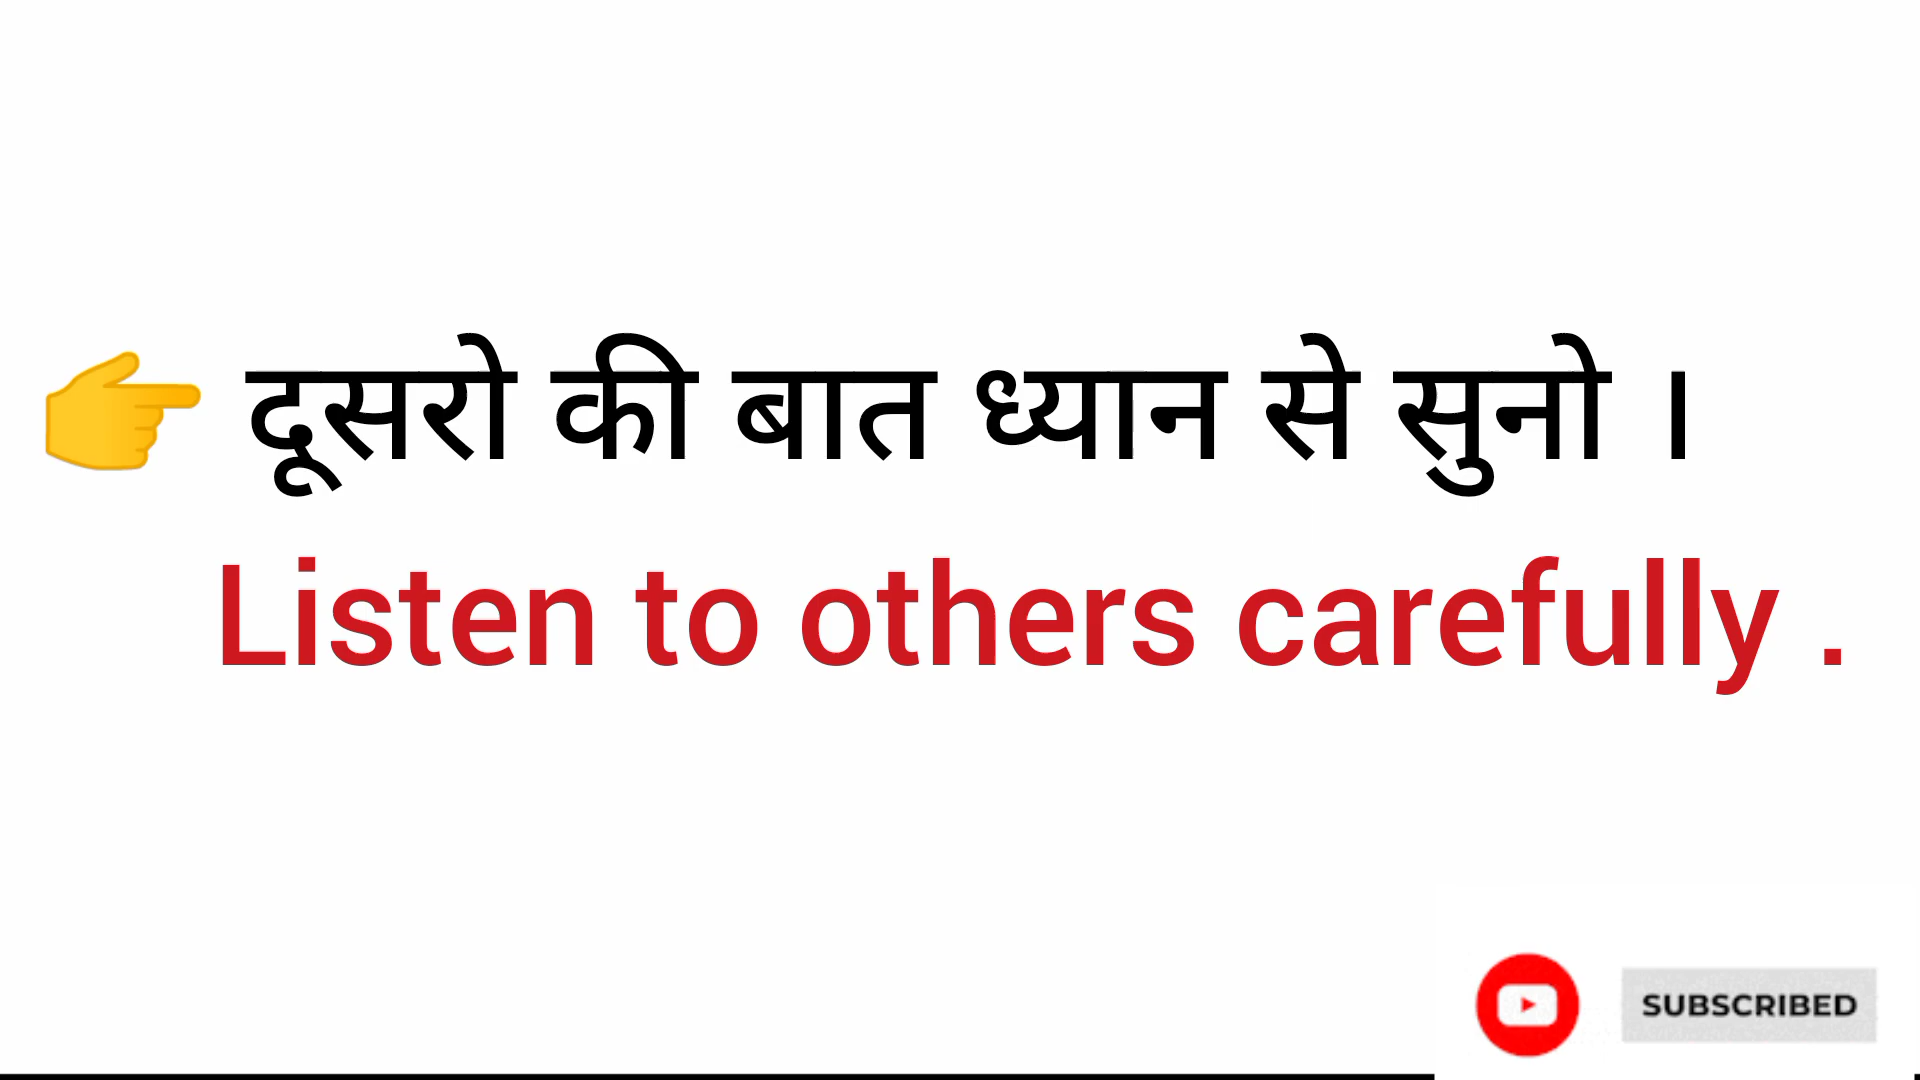 👉 दूसरो की बात ध्यान से सुनो ।
Listen to others carefully .
SUBSCRIBED